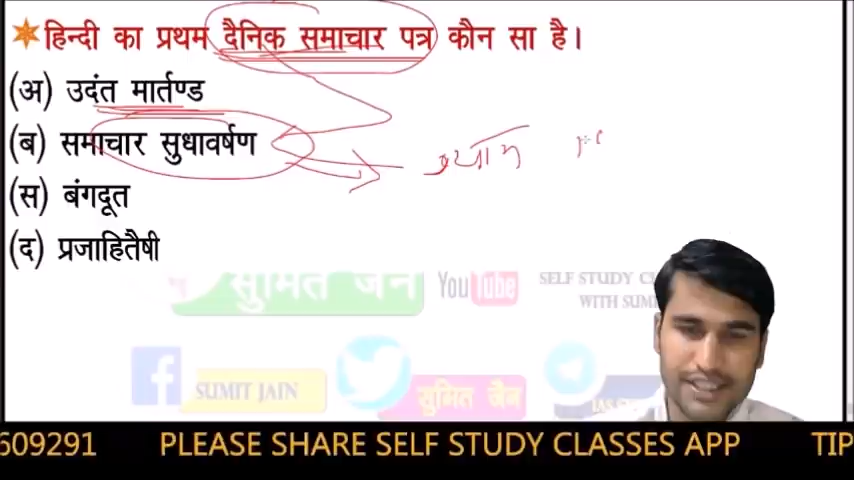 हिन्दी का प्रथम दैनिक समाचार पत्र कौन सा है।
(अ) उदंत मार्तण्ड
(ब) समाचार सुधावर्षण
(स) बंगदूत
(द) प्रजाहितैषी
सुमित जैन YouTube SELF STUDY
WITH
SUMIT JAIN सुमित जैन
609291 PLEASE SHARE SELF STUDY CLASSES APP TIP